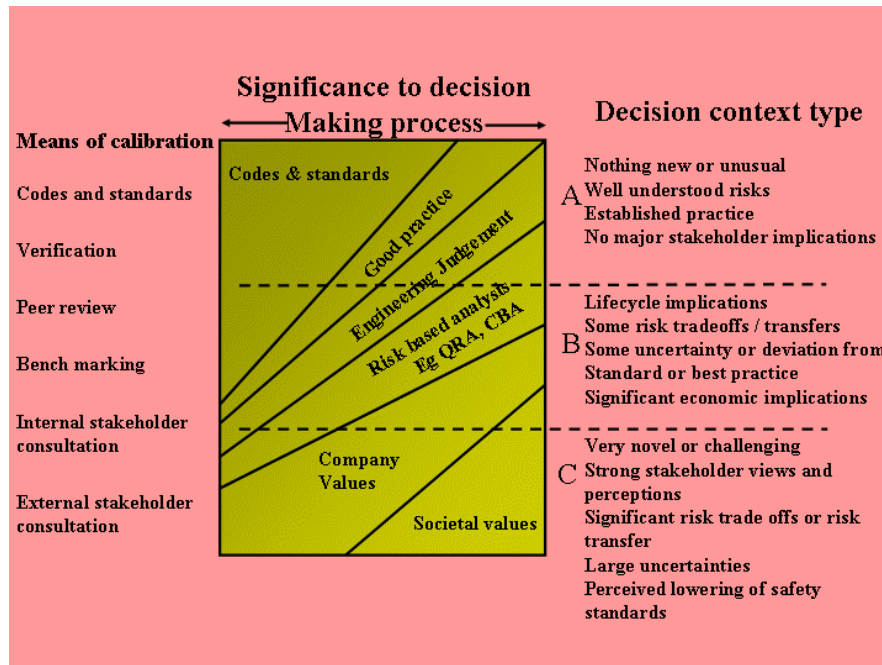 Significance to decision
Making process
Decision context type
Means of calibration
Codes and standards
Verification
Peer review
Bench marking
Internal stakeholder
consultation
External stakeholder
consultation
Codes & standards
Good practice
Engineering Judgement
Risk based analysis
Eg QRA, CBA
Company
Values
Societal values
A
Nothing new or unusual
Well understood risks
Established practice
No major stakeholder implications
B
Lifecycle implications
Some risk tradeoffs / transfers
Some uncertainty or deviation from
Standard or best practice
Significant economic implications
C
Very novel or challenging
Strong stakeholder views and
perceptions
Significant risk trade offs or risk
transfer
Large uncertainties
Perceived lowering of safety
standards